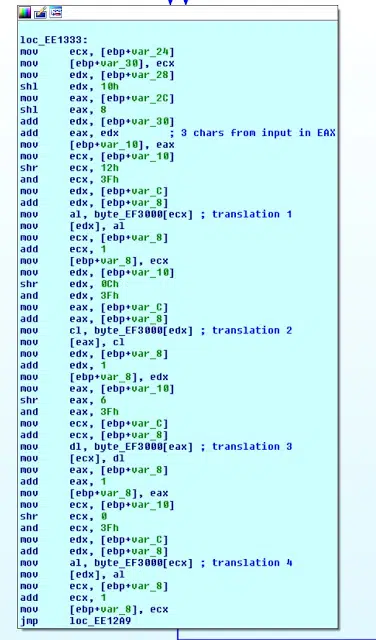 loc_EE1333:
mov ecx, [ebp+var_24]
mov [ebp+var_30], ecx
mov edx, [ebp+var_28]
shl edx, 10h
mov eax, [ebp+var_2C]
shl eax, 8
add edx, [ebp+var_30]
add eax, edx ; 3 chars from input in EAX
mov [ebp+var_10], eax
mov ecx, [ebp+var_10]
shr ecx, 12h
and ecx, 3Fh
mov edx, [ebp+var_C]
add edx, [ebp+var_8]
mov al, byte_EF3000[ecx] ; translation 1
mov [edx], al
mov ecx, [ebp+var_8]
add ecx, 1
mov [ebp+var_8], ecx
mov edx, [ebp+var_10]
shr edx, 0Ch
and edx, 3Fh
mov eax, [ebp+var_C]
add eax, [ebp+var_8]
mov cl, byte_EF3000[edx] ; translation 2
mov [eax], cl
mov edx, [ebp+var_8]
add edx, 1
mov [ebp+var_8], edx
mov eax, [ebp+var_10]
shr eax, 6
and eax, 3Fh
mov ecx, [ebp+var_C]
add ecx, [ebp+var_8]
mov dl, byte_EF3000[eax] ; translation 3
mov [ecx], dl
mov eax, [ebp+var_8]
add eax, 1
mov [ebp+var_8], eax
mov ecx, [ebp+var_10]
shr ecx, 0
and ecx, 3Fh
mov edx, [ebp+var_C]
add edx, [ebp+var_8]
mov al, byte_EF3000[ecx] ; translation 4
mov [edx], al
mov ecx, [ebp+var_8]
add ecx, 1
mov [ebp+var_8], ecx
jmp loc_EE12A9